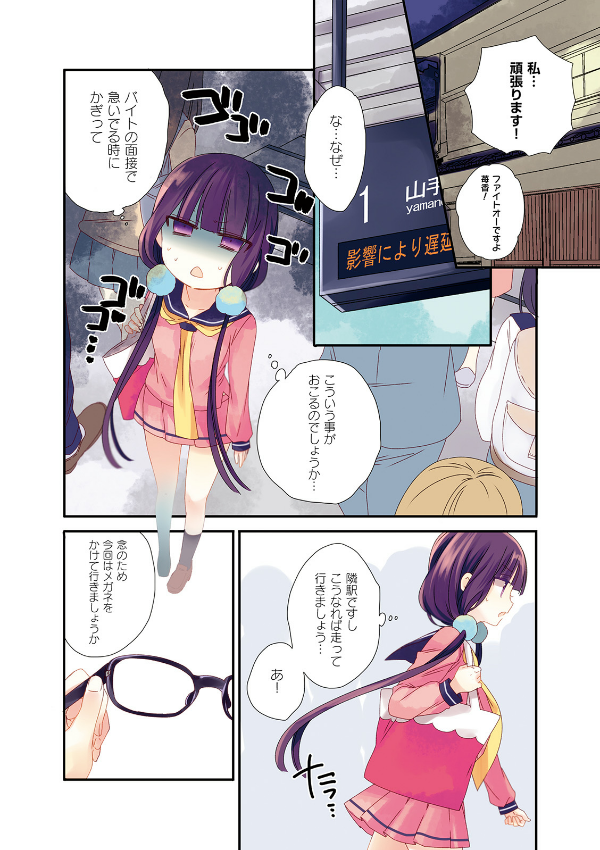 私…
頑張ります！
ファイトオーですよ
苺香！
1
山手
yamano
影響により遅延
な…なぜ…
バイトの面接で
急いでる時に
かぎって
ゴゴゴ…
ゴゴゴ…
ゴゴゴ…
こういう事が
おこるのでしょうか…
隣駅ですし
こうなれば走って
行きましょう…
あ！
タラ…
念のため
今回はメガネを
かけて行きましょうか